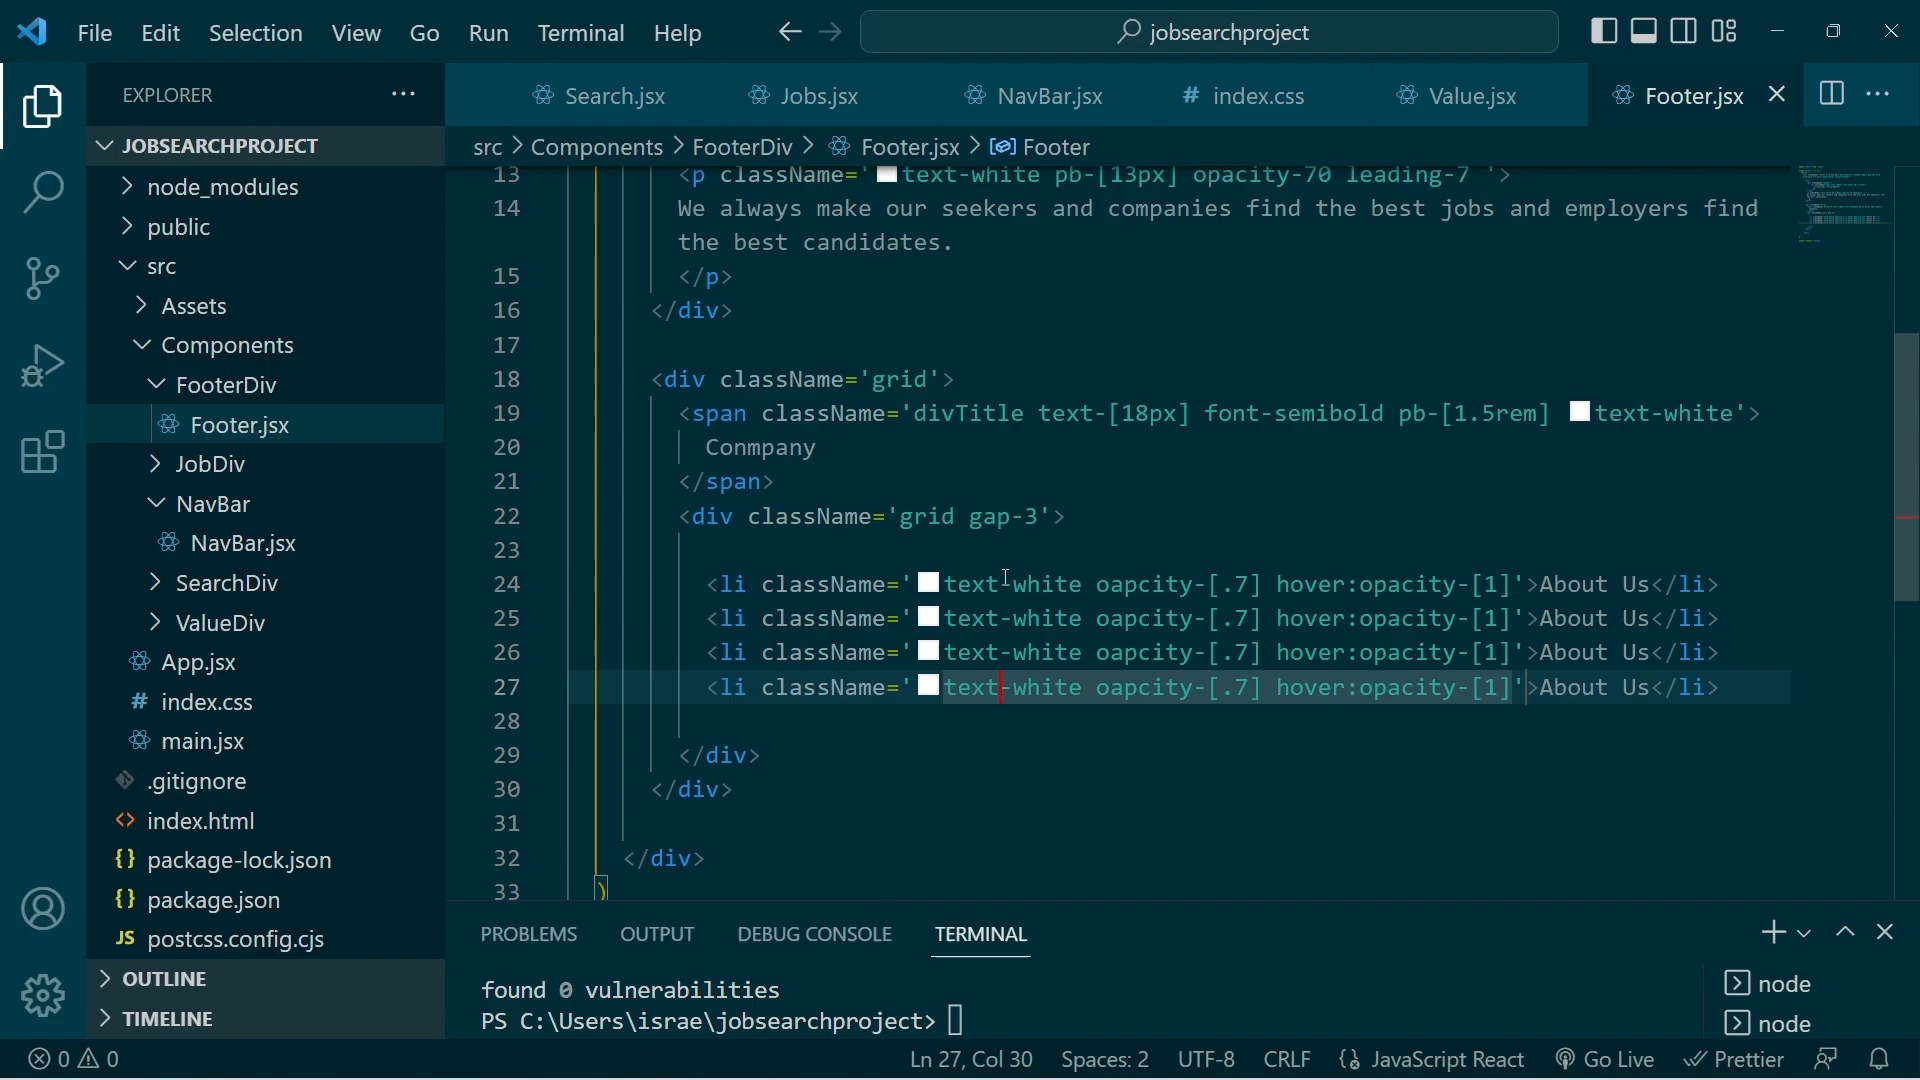 File Edit Selection View Go Run Terminal Help
jobsearchproject
EXPLORER
Search.jsx
Jobs.jsx
NavBar.jsx
# index.css
Value.jsx
Footer.jsx
JOBSEARCHPROJECT
src > Components > FooterDiv > Footer.jsx > Footer
node_modules
public
src
Assets
Components
FooterDiv
Footer.jsx
JobDiv
NavBar
NavBar.jsx
SearchDiv
ValueDiv
App.jsx
# index.css
main.jsx
.gitignore
<> index.html
{} package-lock.json
{} package.json
JS postcss.config.cjs
OUTLINE
TIMELINE
13 <p className='text-white pb-[13px] opacity-70 leading-7 '>
14 We always make our seekers and companies find the best jobs and employers find
the best candidates.
15 </p>
16 </div>
17
18 <div className='grid'>
19 <span className='divTitle text-[18px] font-semibold pb-[1.5rem] text-white'>
20 Conmpany
21 </span>
22 <div className='grid gap-3'>
23
24 <li className='text-white oapcity-[.7] hover:opacity-[1]'>About Us</li>
25 <li className='text-white oapcity-[.7] hover:opacity-[1]'>About Us</li>
26 <li className='text-white oapcity-[.7] hover:opacity-[1]'>About Us</li>
27 <li className='text-white oapcity-[.7] hover:opacity-[1]'>About Us</li>
28
29 </div>
30 </div>
31
32 </div>
33 )
PROBLEMS OUTPUT DEBUG CONSOLE TERMINAL
found 0 vulnerabilities
PS C:\Users\israe\jobsearchproject>
node
node
0 0
Ln 27, Col 30 Spaces: 2 UTF-8 CRLF {} JavaScript React Go Live Prettier